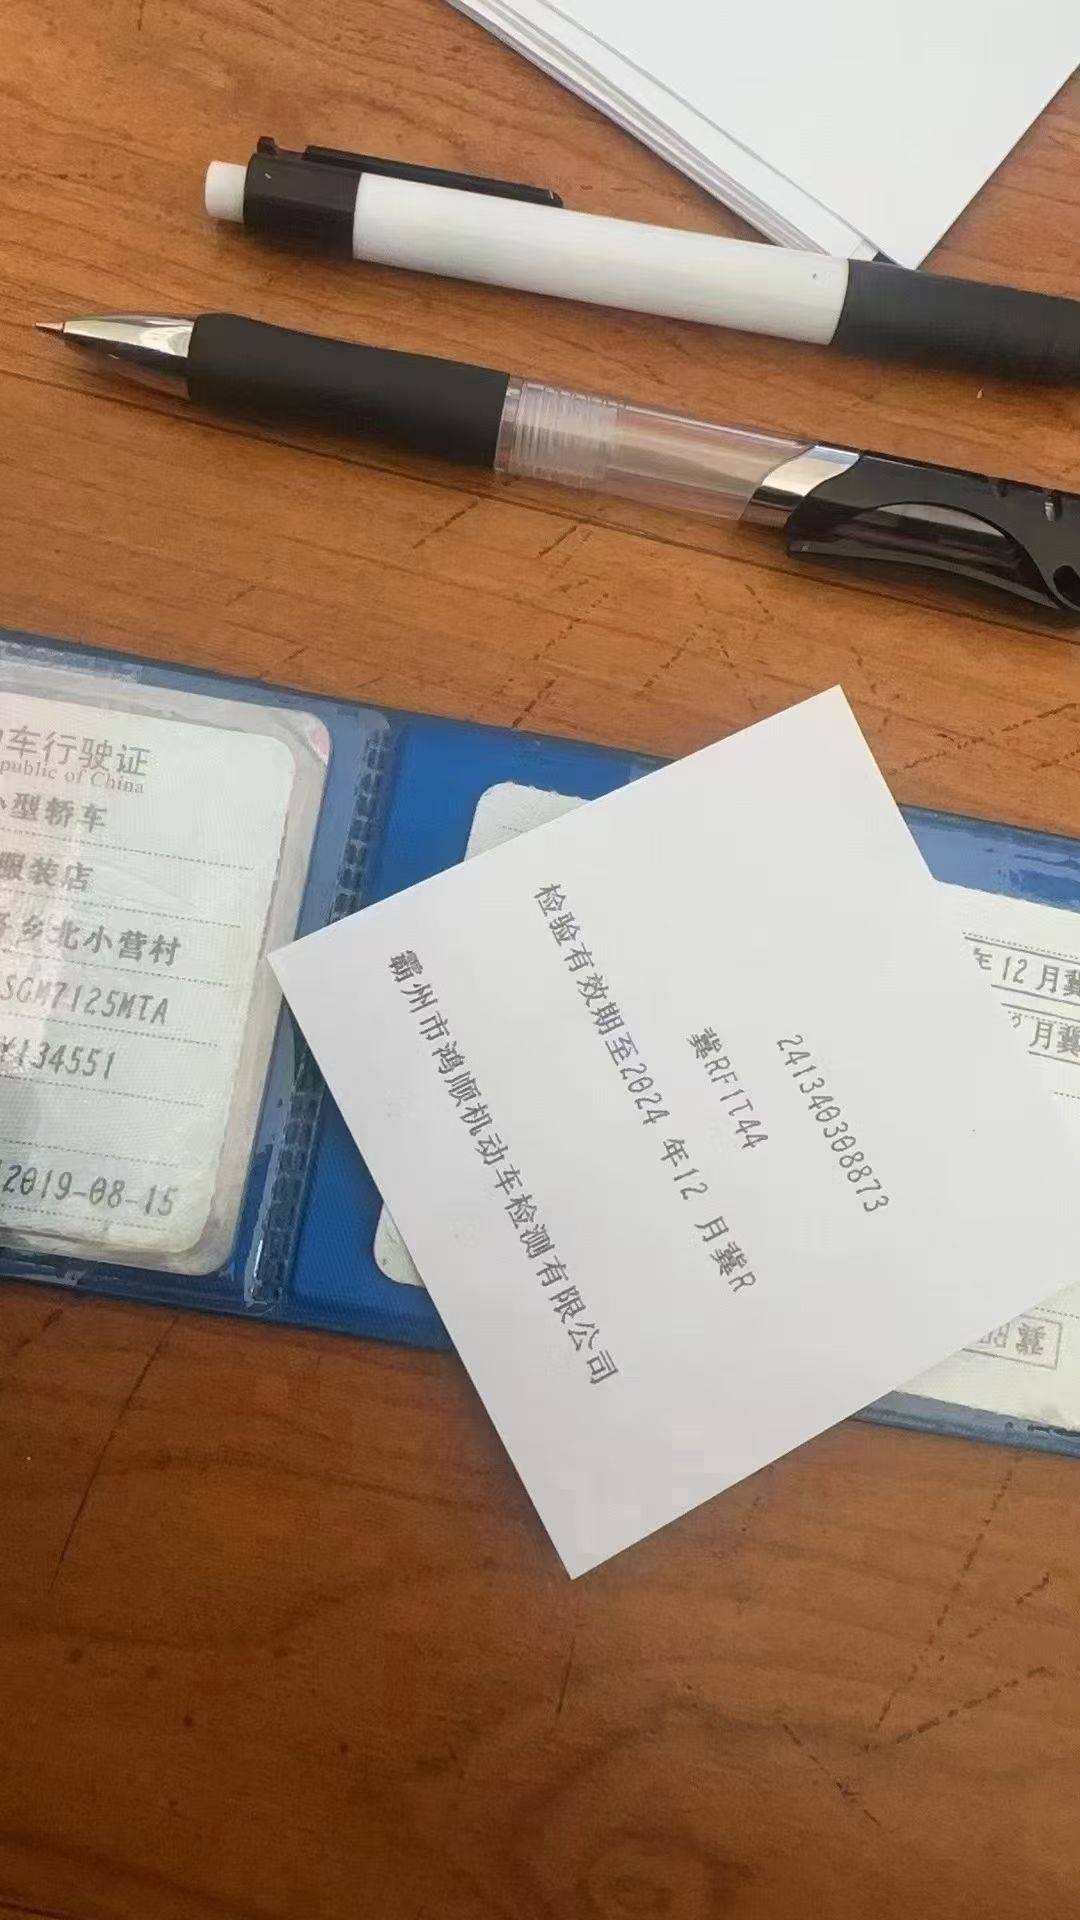 车行驶证
public of China
小型轿车
服装店
乡北小营村
SGM7125MTA
134551
2019-08-15
241340308873
冀RF1T44
检验有效期至2024 年12 月冀R
霸州市鸿顺机动车检测有限公司
年12月冀
月冀
冀R